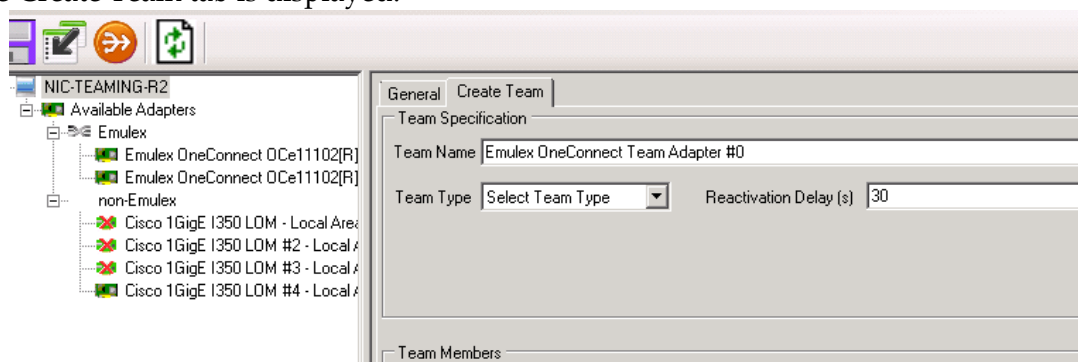 Create Team tab is displayed.
NIC-TEAMING-R2
Available Adapters
Emulex
Emulex OneConnect OCe11102[R]
Emulex OneConnect OCe11102[R]
non-Emulex
Cisco 1GigE I350 LOM - Local Area
Cisco 1GigE I350 LOM #2 - Local A
Cisco 1GigE I350 LOM #3 - Local A
Cisco 1GigE I350 LOM #4 - Local A
General Create Team
Team Specification
Team Name Emulex OneConnect Team Adapter #0
Team Type Select Team Type Reactivation Delay (s) 30
Team Members